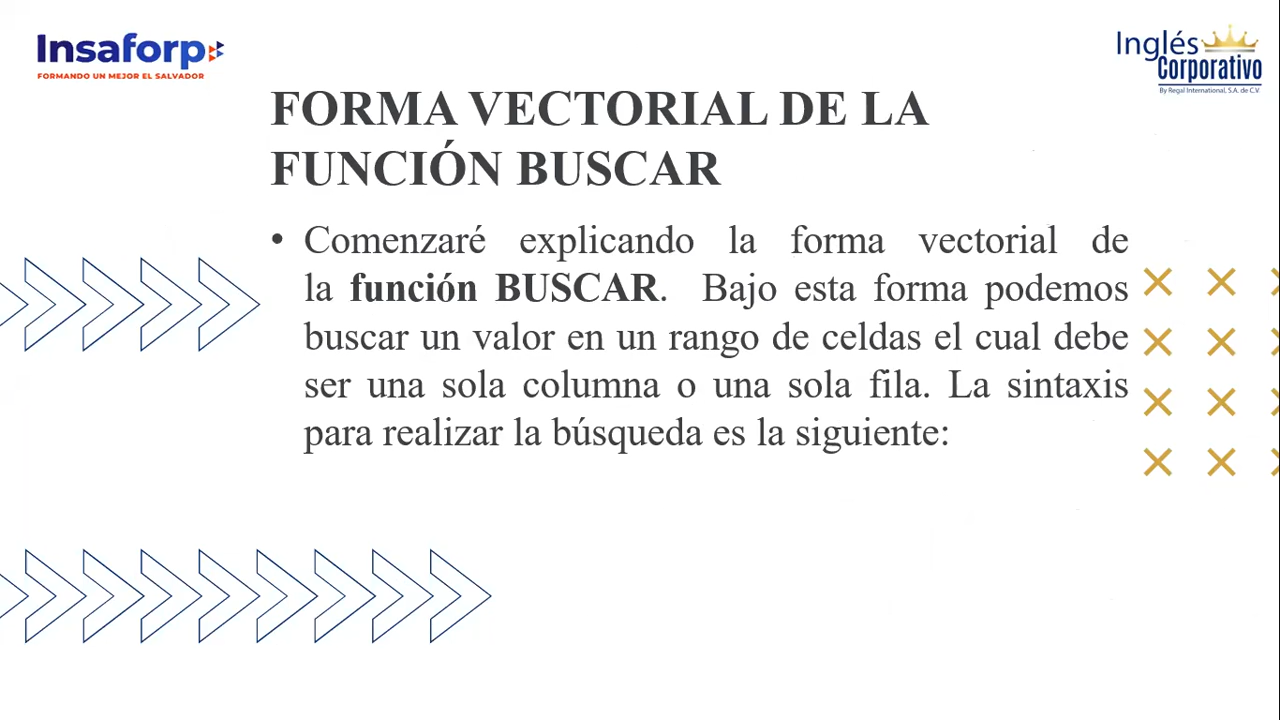 Insaforp
FORMANDO UN MEJOR EL SALVADOR
Inglés
Corporativo
By Regal International, S.A. de C.V.
FORMA VECTORIAL DE LA
FUNCIÓN BUSCAR
• Comenzaré explicando la forma vectorial de
la función BUSCAR. Bajo esta forma podemos
buscar un valor en un rango de celdas el cual debe
ser una sola columna o una sola fila. La sintaxis
para realizar la búsqueda es la siguiente: